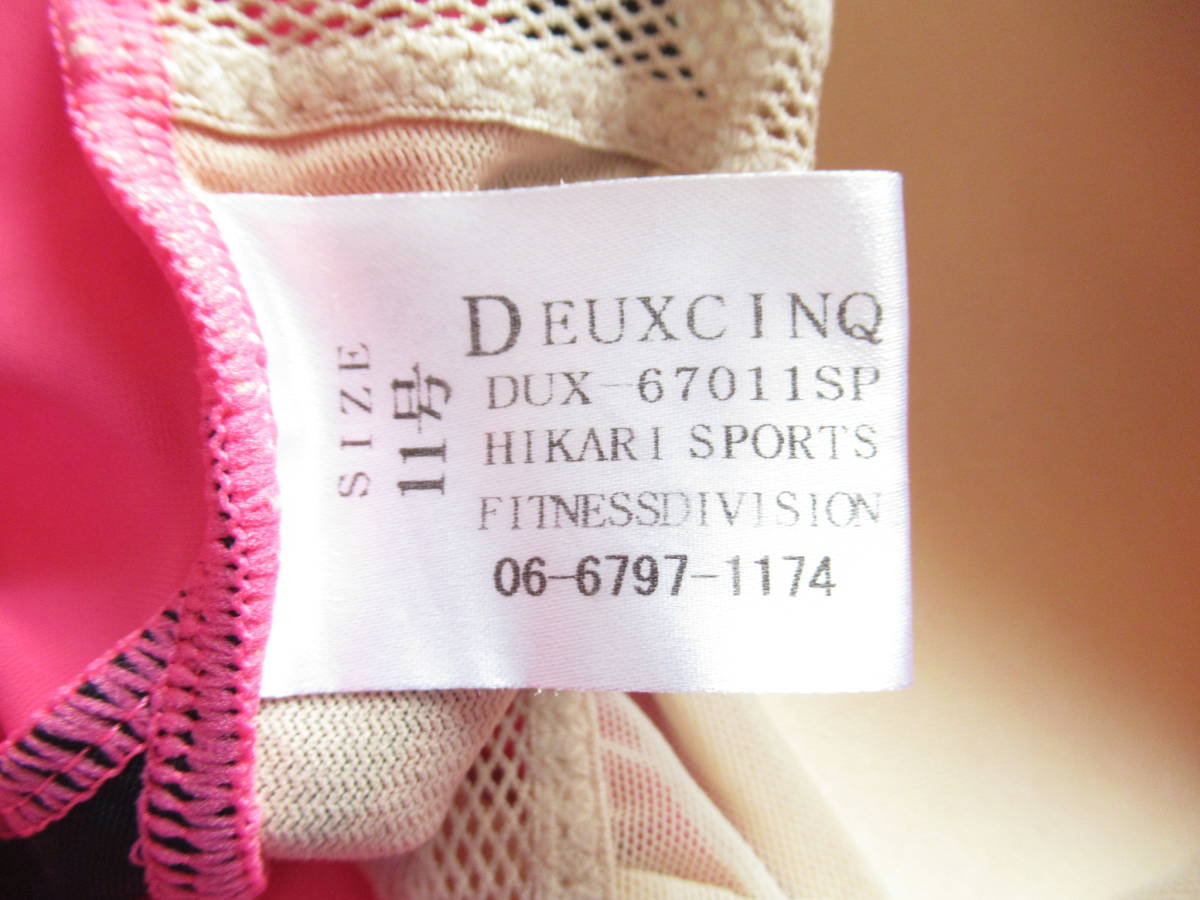 DEUXCINQ
DUX-67011SP
HIKARI SPORTS
FITNESSDIVISION
06-6797-1174
SIZE
11号